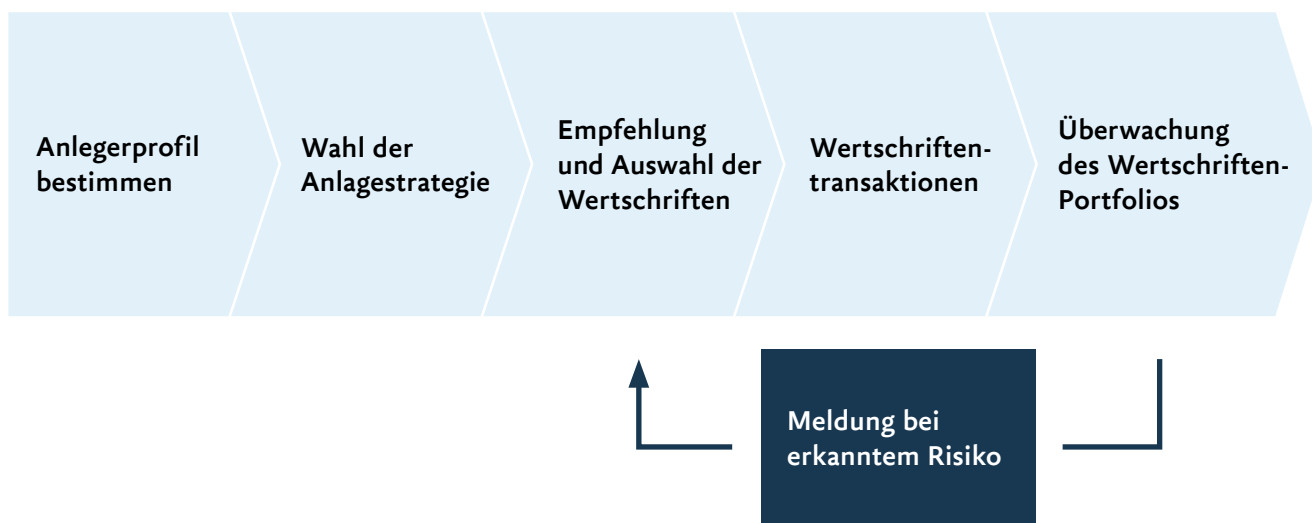 Anlegerprofil
bestimmen
Wahl der
Anlagestrategie
Empfehlung
und Auswahl der
Wertschriften
Wertschriften-
transaktionen
Überwachung
des Wertschriften-
Portfolios
Meldung bei
erkanntem Risiko